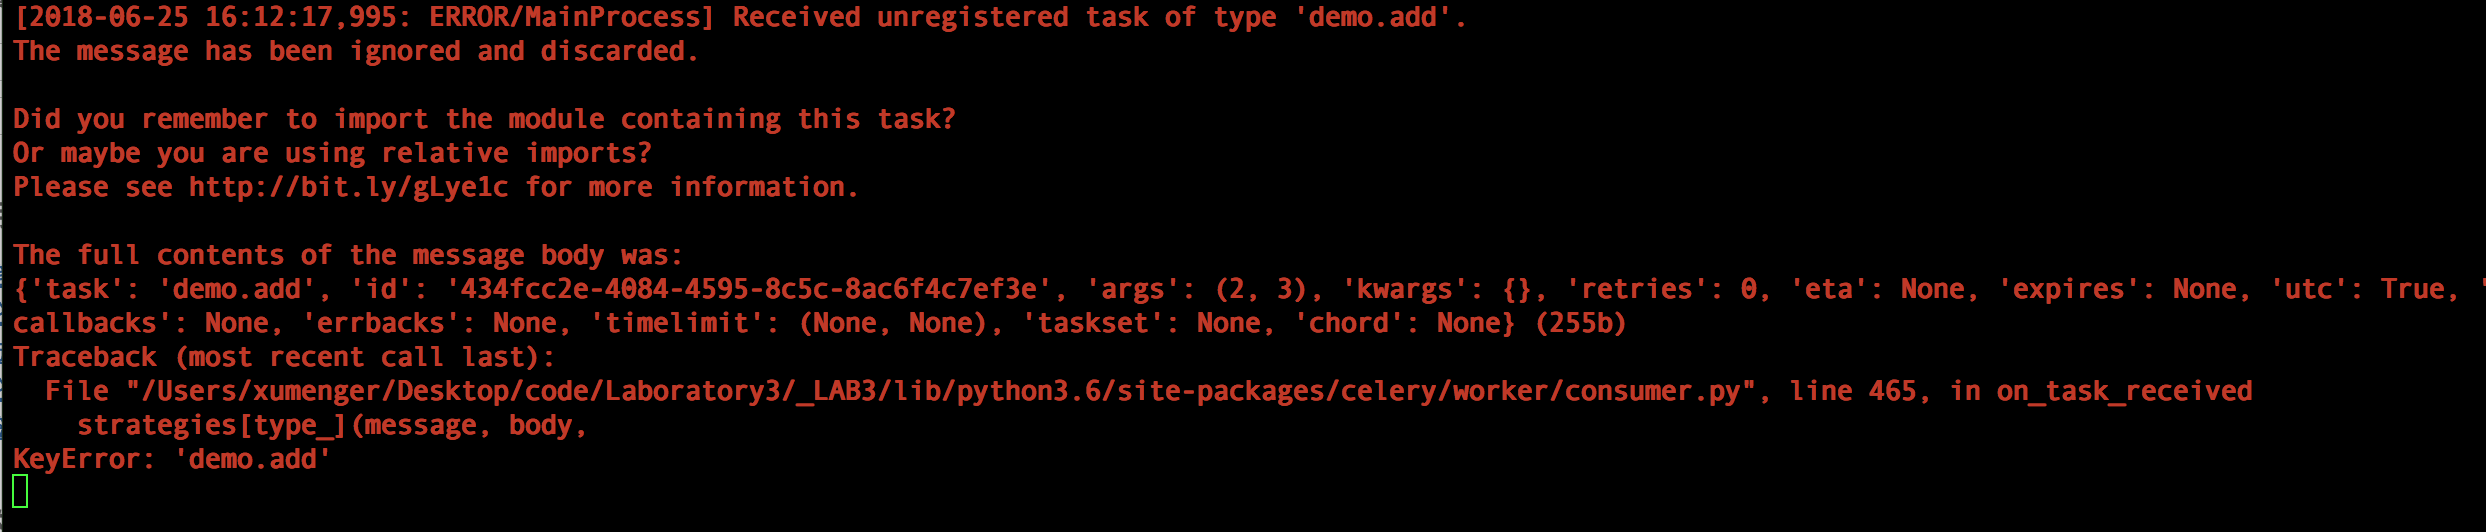 [2018-06-25 16:12:17,995: ERROR/MainProcess] Received unregistered task of type 'demo.add'.
The message has been ignored and discarded.
Did you remember to import the module containing this task?
Or maybe you are using relative imports?
Please see http://bit.ly/gLye1c for more information.
The full contents of the message body was:
{'task': 'demo.add', 'id': '434fcc2e-4084-4595-8c5c-8ac6f4c7ef3e', 'args': (2, 3), 'kwargs': {}, 'retries': 0, 'eta': None, 'expires': None, 'utc': True, '
callbacks': None, 'errbacks': None, 'timelimit': (None, None), 'taskset': None, 'chord': None} (255b)
Traceback (most recent call last):
  File "/Users/xumenger/Desktop/code/Laboratory3/_LAB3/lib/python3.6/site-packages/celery/worker/consumer.py", line 465, in on_task_received
    strategies[type_](message, body,
KeyError: 'demo.add'